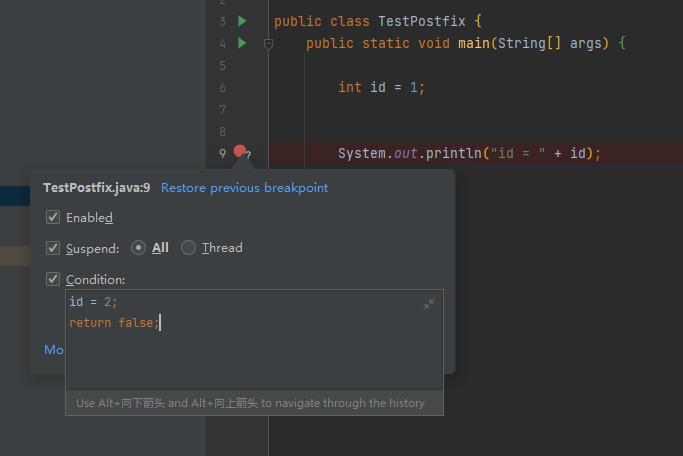 2
3 public class TestPostfix {
4 public static void main(String[] args) {
5
6 int id = 1;
7
8
9 System.out.println("id = " + id);
TestPostfix.java:9 Restore previous breakpoint
Enabled
Suspend: All Thread
Condition:
id = 2;
return false;
Mo
Use Alt+向下箭头 and Alt+向上箭头 to navigate through the history